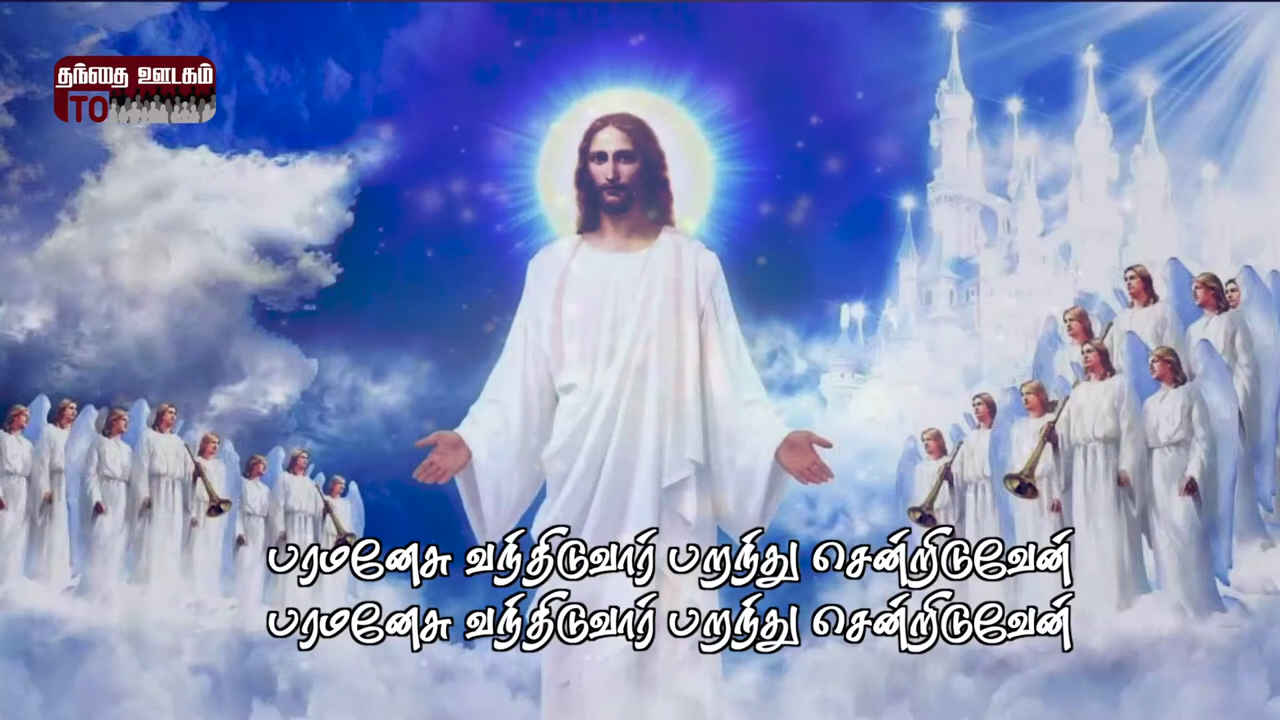 தந்தை ஊடகம்
TO
பரமனேசு வந்திடுவார் பறந்து சென்றிடுவேன்
பரமனேசு வந்திடுவார் பறந்து சென்றிடுவேன்